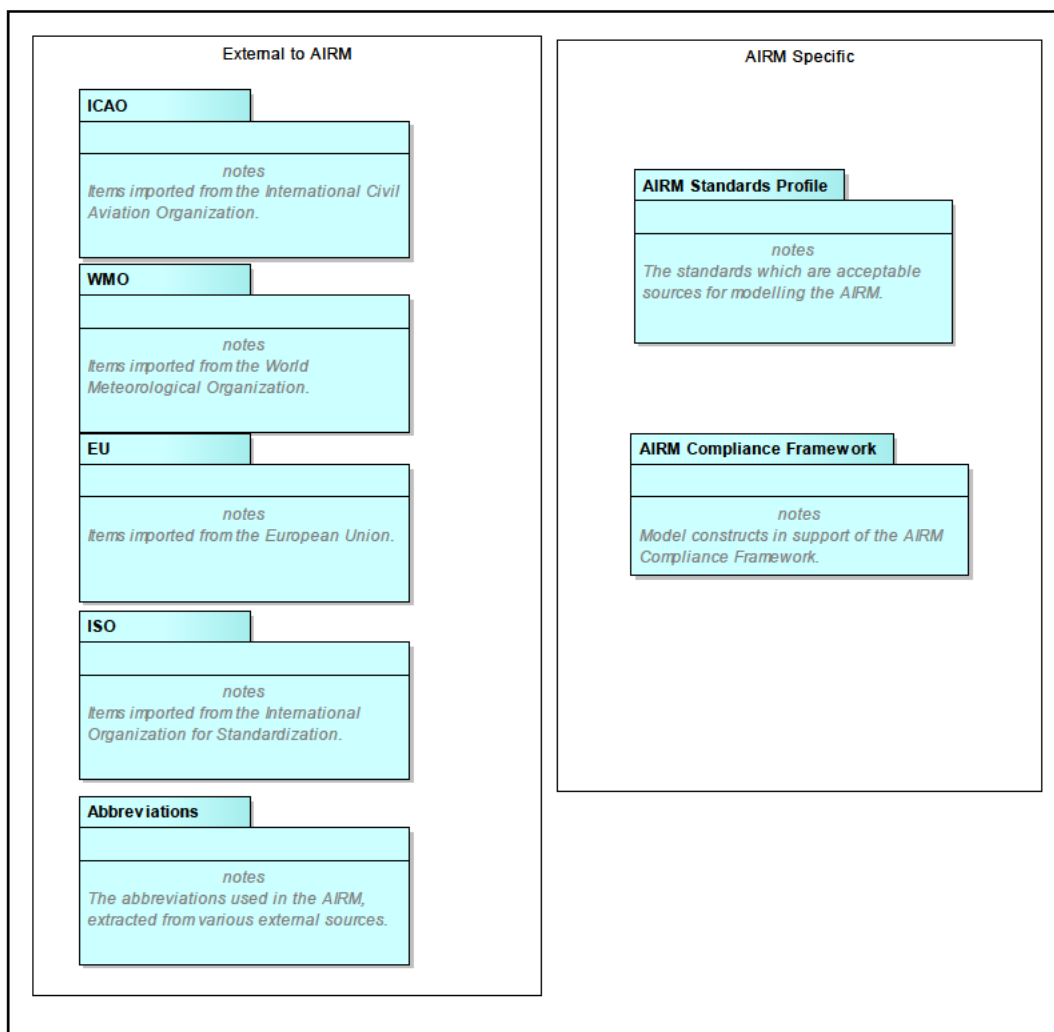 External to AIRM
ICAO
notes
Items imported from the International Civil
Aviation Organization.
WMO
notes
Items imported from the World
Meteorological Organization.
EU
notes
Items imported from the European Union.
ISO
notes
Items imported from the International
Organization for Standardization.
Abbreviations
notes
The abbreviations used in the AIRM,
extracted from various external sources.
AIRM Specific
AIRM Standards Profile
notes
The standards which are acceptable
sources for modelling the AIRM.
AIRM Compliance Framework
notes
Model constructs in support of the AIRM
Compliance Framework.